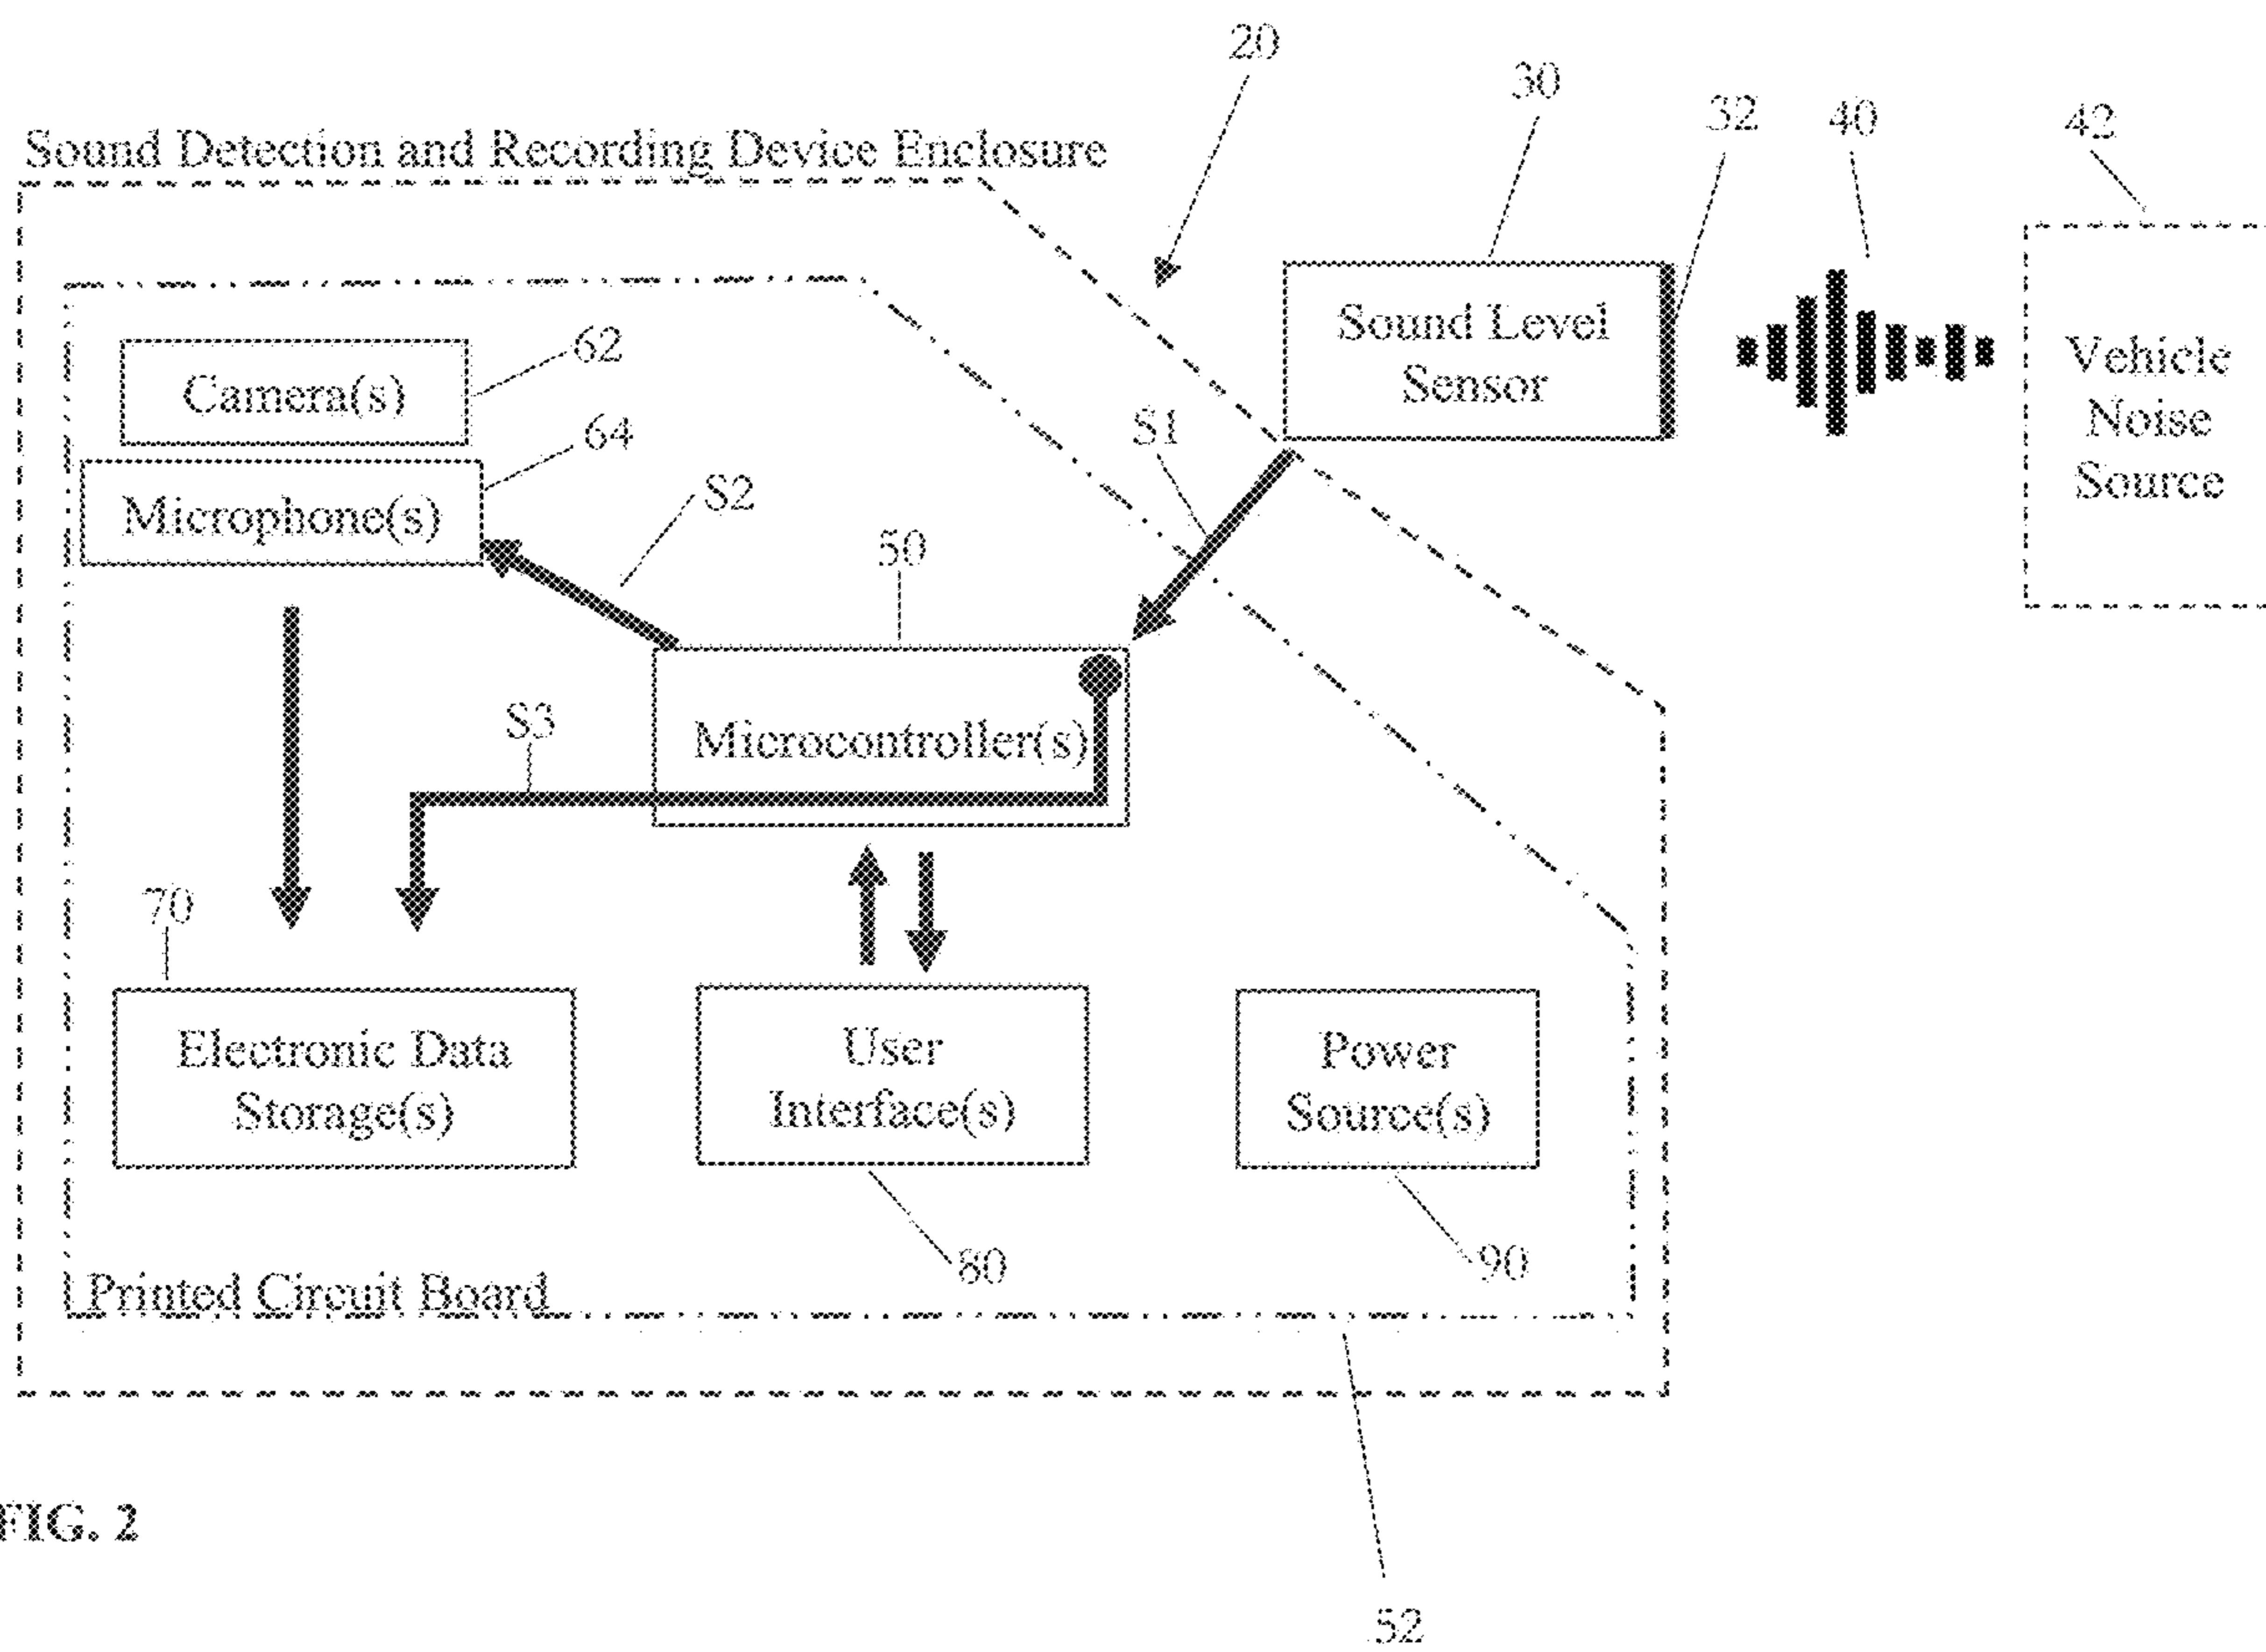 20
30
32
40
42
Sound Detection and Recording Device Enclosure
Sound Level
Sensor
Vehicle
Noise
Source
62
Camera(s)
64
S1
Microphone(s)
S2
50
S3
Microcontroller(s)
70
Electronic Data
Storage(s)
User
Interface(s)
Power
Source(s)
80
90
Printed Circuit Board
FIG. 2
52